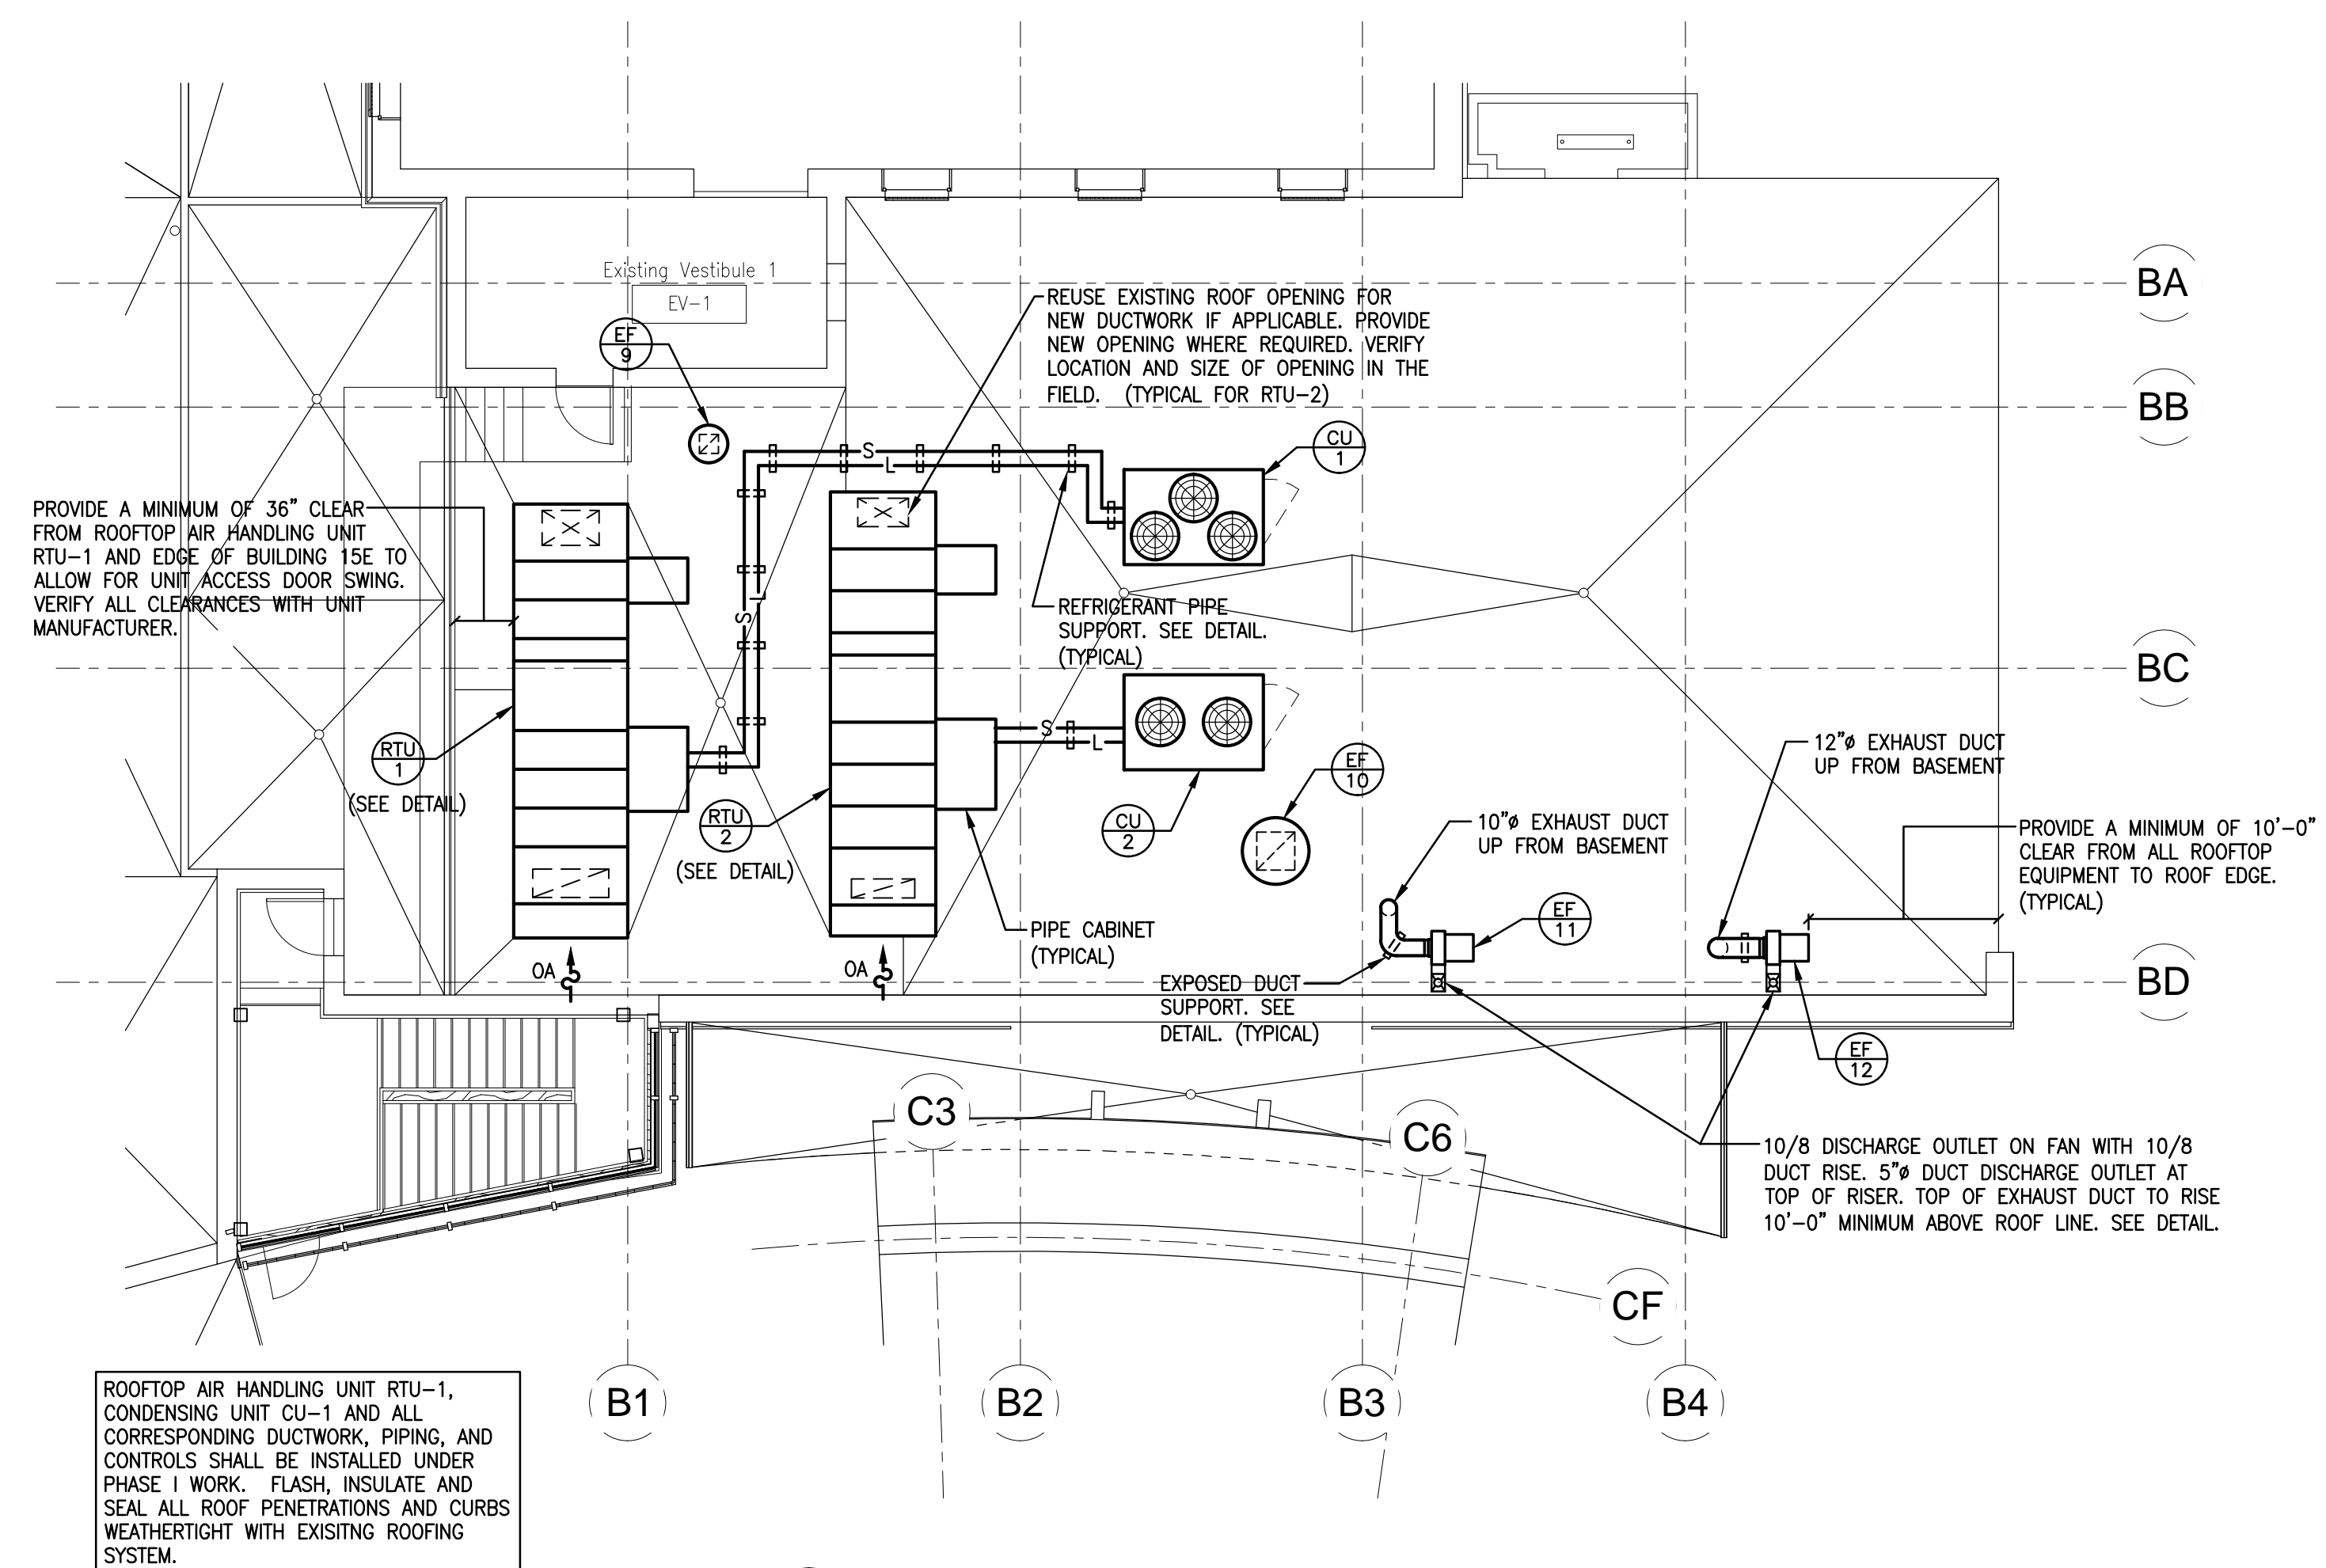 Existing Vestibule 1
EV-1
EF
9
REUSE EXISTING ROOF OPENING FOR
NEW DUCTWORK IF APPLICABLE. PROVIDE
NEW OPENING WHERE REQUIRED. VERIFY
LOCATION AND SIZE OF OPENING IN THE
FIELD. (TYPICAL FOR RTU-2)
BA
BB
CU
1
S
L
PROVIDE A MINIMUM OF 36" CLEAR
FROM ROOFTOP AIR HANDLING UNIT
RTU-1 AND EDGE OF BUILDING 15E TO
ALLOW FOR UNIT ACCESS DOOR SWING.
VERIFY ALL CLEARANCES WITH UNIT
MANUFACTURER.
S
L
REFRIGERANT PIPE
SUPPORT. SEE DETAIL.
(TYPICAL)
BC
RTU
1
(SEE DETAIL)
RTU
2
(SEE DETAIL)
S
L
CU
2
EF
10
12"ø EXHAUST DUCT
UP FROM BASEMENT
10"ø EXHAUST DUCT
UP FROM BASEMENT
PROVIDE A MINIMUM OF 10'-0"
CLEAR FROM ALL ROOFTOP
EQUIPMENT TO ROOF EDGE.
(TYPICAL)
PIPE CABINET
(TYPICAL)
EF
11
OA
OA
EXPOSED DUCT
SUPPORT. SEE
DETAIL. (TYPICAL)
BD
EF
12
C3
C6
10/8 DISCHARGE OUTLET ON FAN WITH 10/8
DUCT RISE. 5"ø DUCT DISCHARGE OUTLET AT
TOP OF RISER. TOP OF EXHAUST DUCT TO RISE
10'-0" MINIMUM ABOVE ROOF LINE. SEE DETAIL.
CF
B1
B2
B3
B4
ROOFTOP AIR HANDLING UNIT RTU-1,
CONDENSING UNIT CU-1 AND ALL
CORRESPONDING DUCTWORK, PIPING, AND
CONTROLS SHALL BE INSTALLED UNDER
PHASE I WORK. FLASH, INSULATE AND
SEAL ALL ROOF PENETRATIONS AND CURBS
WEATHERTIGHT WITH EXISITNG ROOFING
SYSTEM.